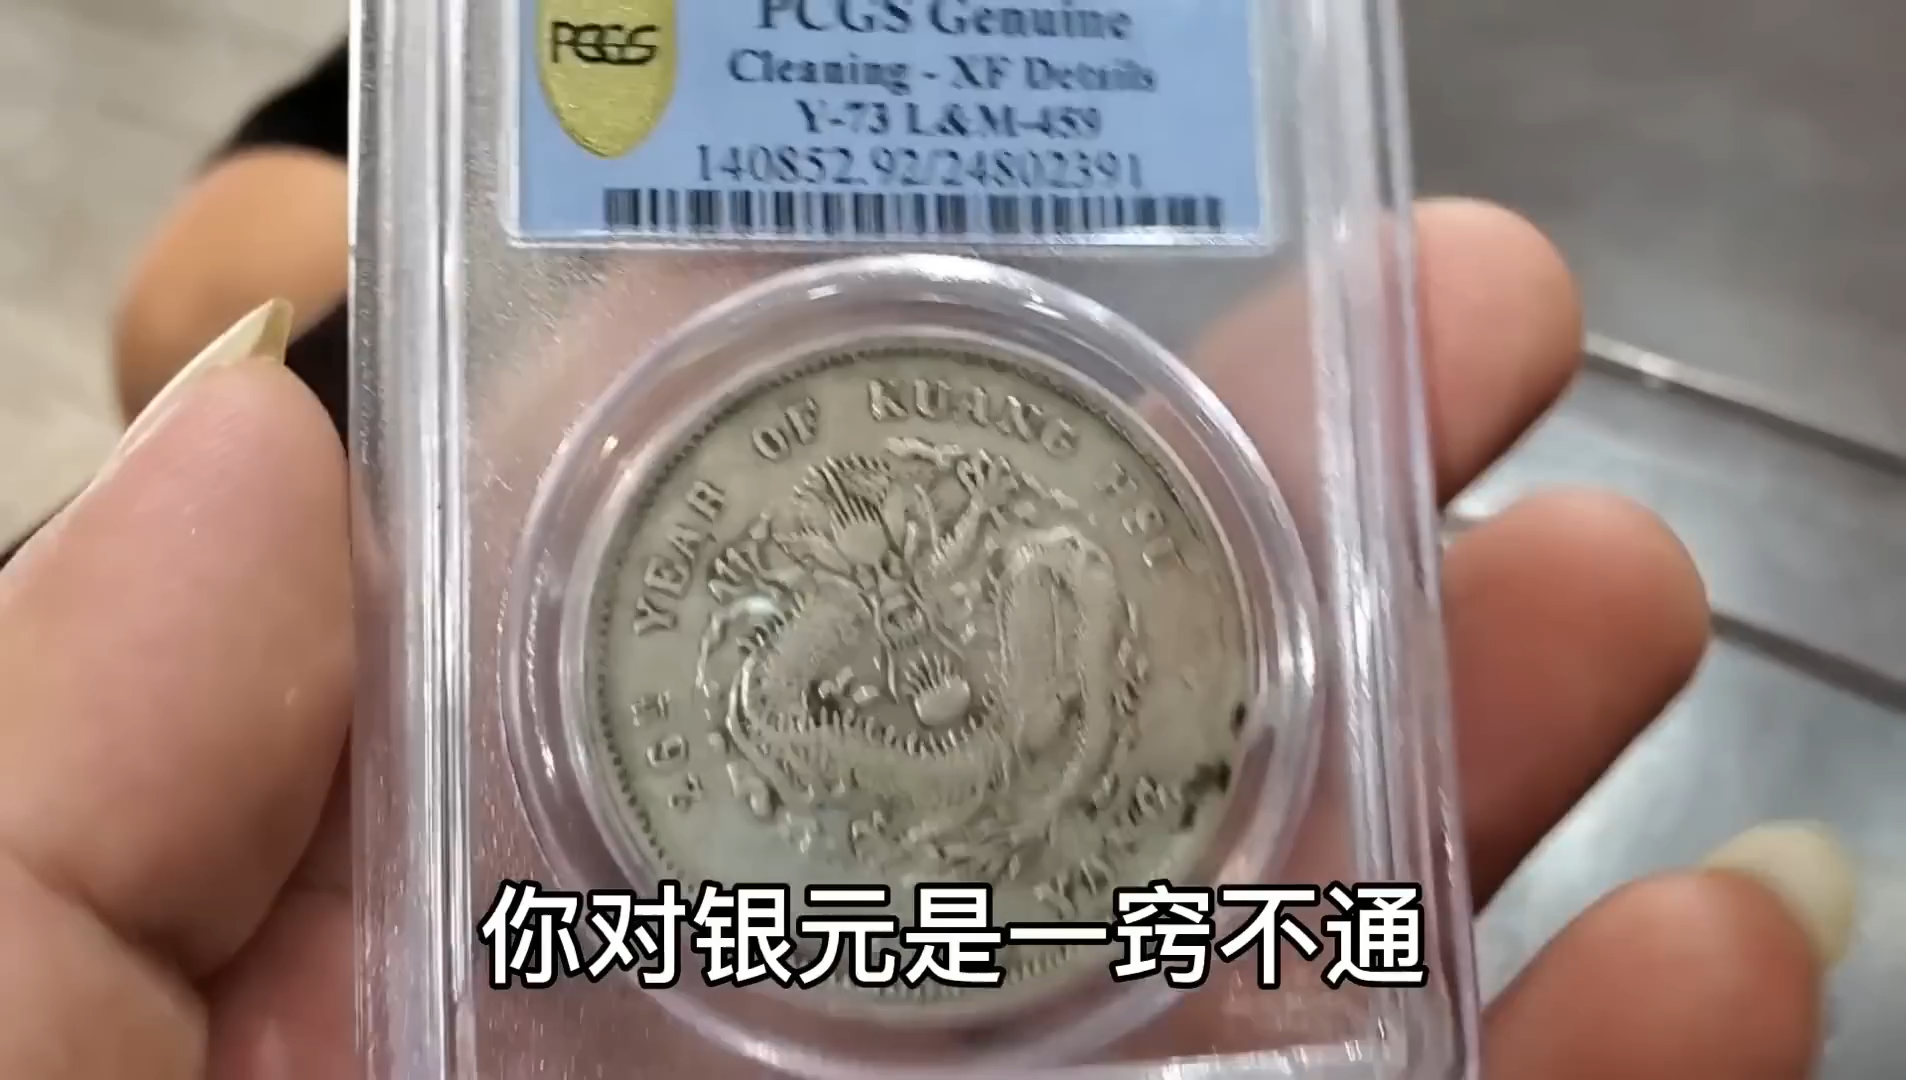 PCGS Genuine
PCGS
Cleaning - XF Details
Y-73 L&M-459
140852.92/24802391
YEAR OF KUANG HSU
你对银元是一窍不通